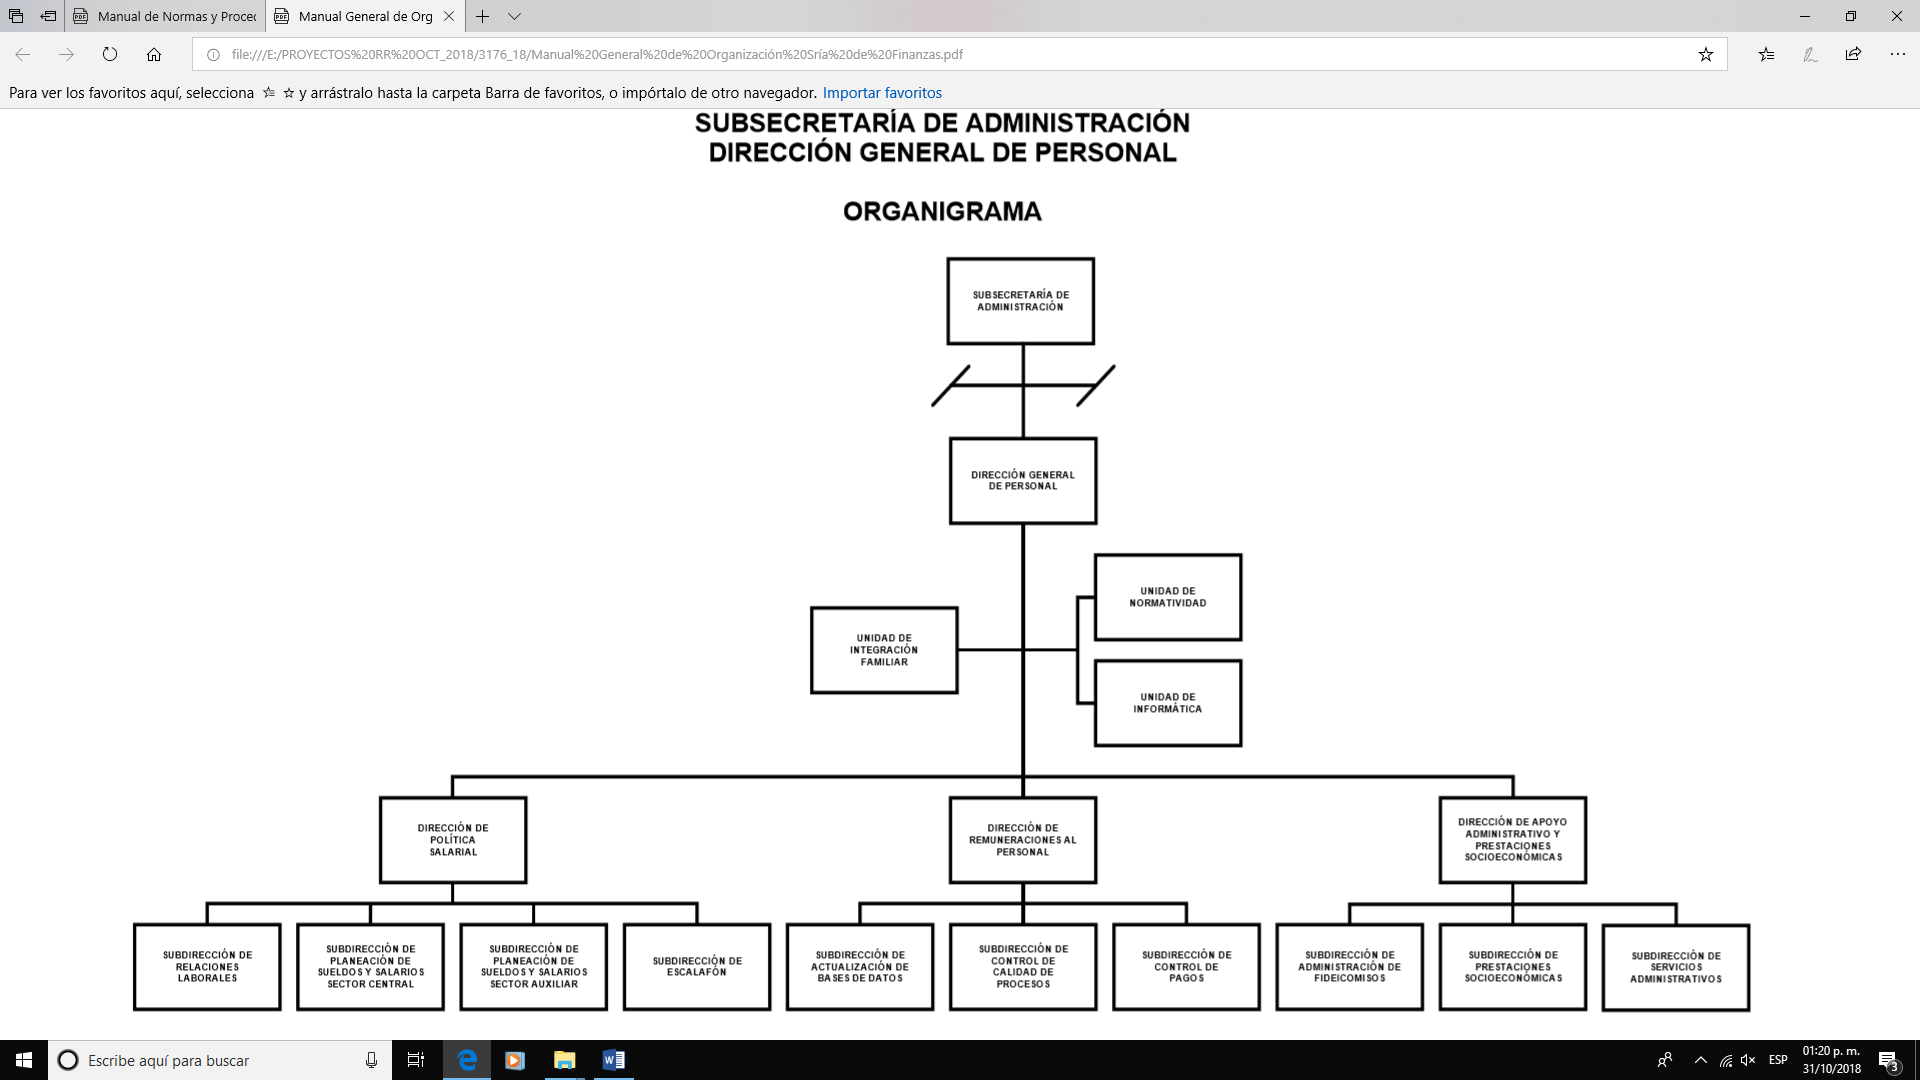 Manual de Normas y Proced
Manual General de Org
file:///E:/PROYECTOS%20RR%20OCT_2018/3176_18/Manual%20General%20de%20Organización%20Sría%20de%20Finanzas.pdf
Para ver los favoritos aquí, selecciona y arrástralo hasta la carpeta Barra de favoritos, o impórtalo de otro navegador. Importar favoritos
SUBSECRETARÍA DE ADMINISTRACIÓN
DIRECCIÓN GENERAL DE PERSONAL
ORGANIGRAMA
SUBSECRETARÍA DE
ADMINISTRACIÓN
DIRECCIÓN GENERAL
DE PERSONAL
UNIDAD DE
NORMATIVIDAD
UNIDAD DE
INTEGRACIÓN
FAMILIAR
UNIDAD DE
INFORMÁTICA
DIRECCIÓN DE
POLÍTICA
SALARIAL
DIRECCIÓN DE
REMUNERACIONES AL
PERSONAL
DIRECCIÓN DE APOYO
ADMINISTRATIVO Y
PRESTACIONES
SOCIOECONÓMICAS
SUBDIRECCIÓN DE
RELACIONES
LABORALES
SUBDIRECCIÓN DE
PLANEACIÓN DE
SUELDOS Y SALARIOS
SECTOR CENTRAL
SUBDIRECCIÓN DE
PLANEACIÓN DE
SUELDOS Y SALARIOS
SECTOR AUXILIAR
SUBDIRECCIÓN DE
ESCALAFÓN
SUBDIRECCIÓN DE
ACTUALIZACIÓN DE
BASES DE DATOS
SUBDIRECCIÓN DE
CONTROL DE
CALIDAD DE
PROCESOS
SUBDIRECCIÓN DE
CONTROL DE
PAGOS
SUBDIRECCIÓN DE
ADMINISTRACIÓN DE
FIDEICOMISOS
SUBDIRECCIÓN DE
PRESTACIONES
SOCIOECONÓMICAS
SUBDIRECCIÓN DE
SERVICIOS
ADMINISTRATIVOS
Escribe aquí para buscar
ESP
01:20 p. m.
31/10/2018
3